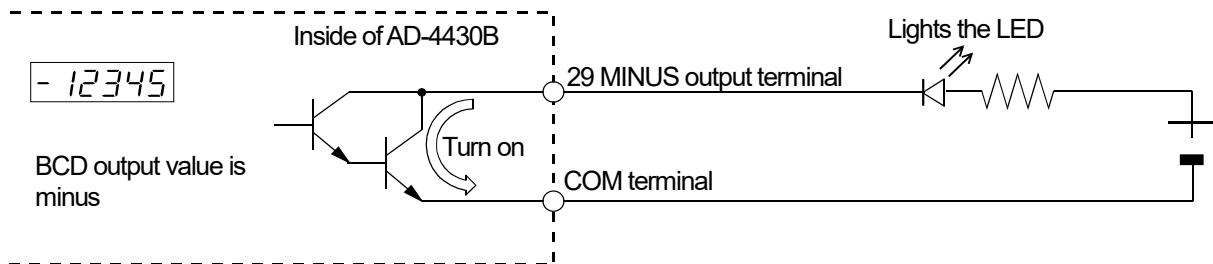 Inside of AD-4430B
Lights the LED
- 12345
29 MINUS output terminal
Turn on
BCD output value is
minus
COM terminal